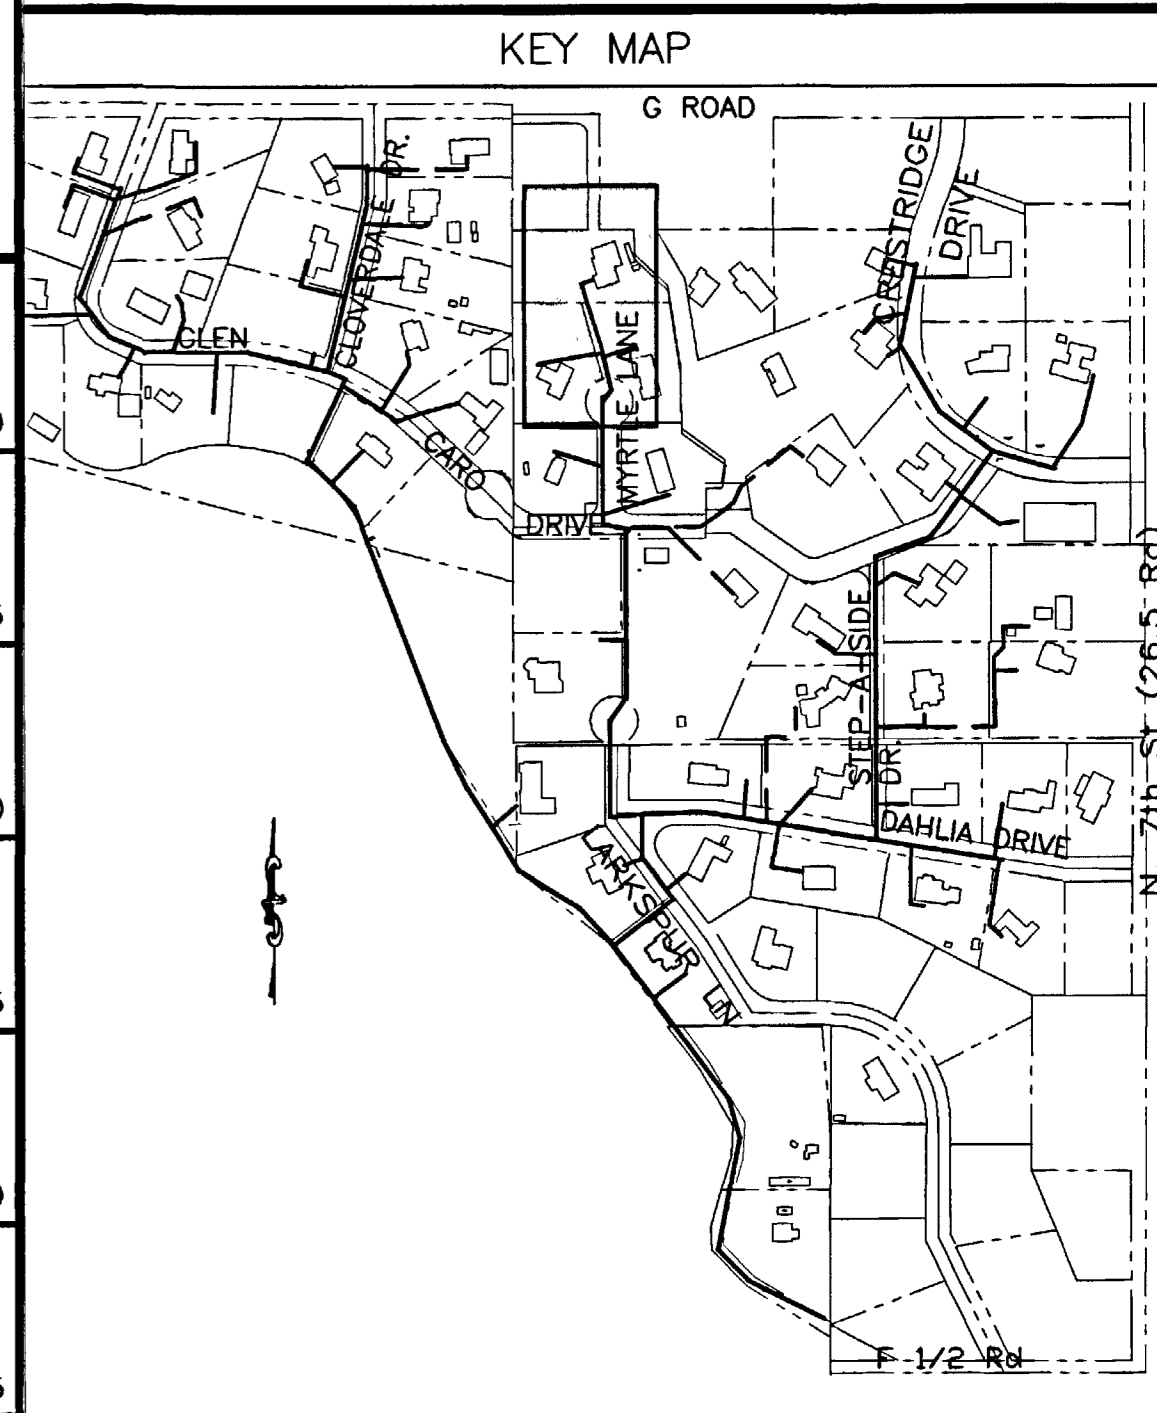 KEY MAP
G ROAD
CLOVERDALE DR.
CRESTRIDGE
DRIVE
GLEN
CARO
DRIVE
MYRTLE LANE
STEP-A-SIDE
DR.
DAHLIA DRIVE
LARKSPUR LN
N. 7th St (26.5 Rd)
F 1/2 Rd